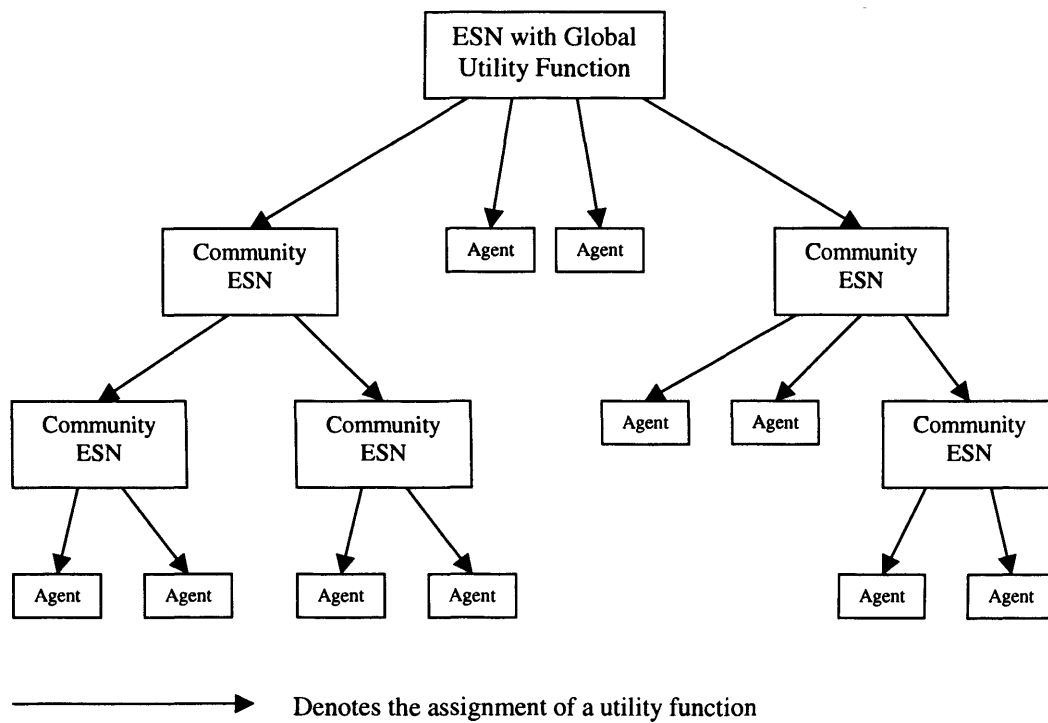 ESN with Global
Utility Function
Community
ESN
Agent
Agent
Community
ESN
Community
ESN
Community
ESN
Agent
Agent
Community
ESN
Agent
Agent
Agent
Agent
Agent
Agent
Denotes the assignment of a utility function